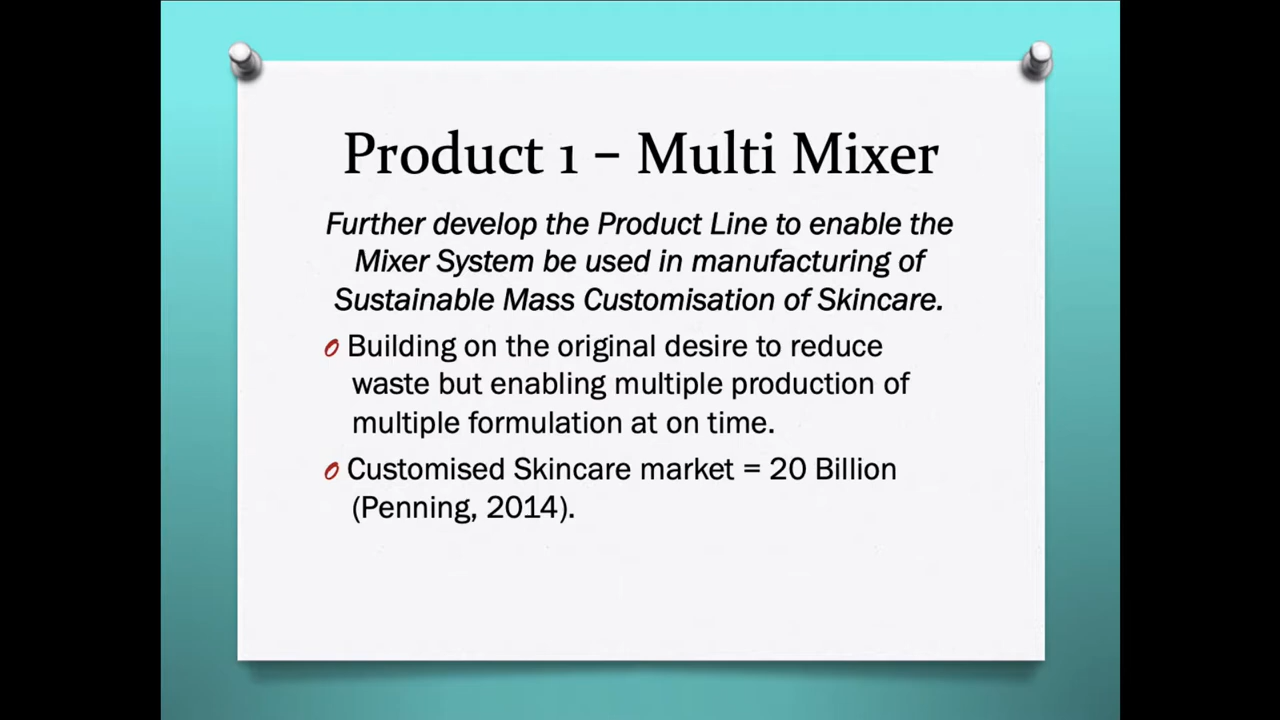 Product 1 – Multi Mixer
Further develop the Product Line to enable the
Mixer System be used in manufacturing of
Sustainable Mass Customisation of Skincare.
Building on the original desire to reduce
waste but enabling multiple production of
multiple formulation at on time.
Customised Skincare market = 20 Billion
(Penning, 2014).